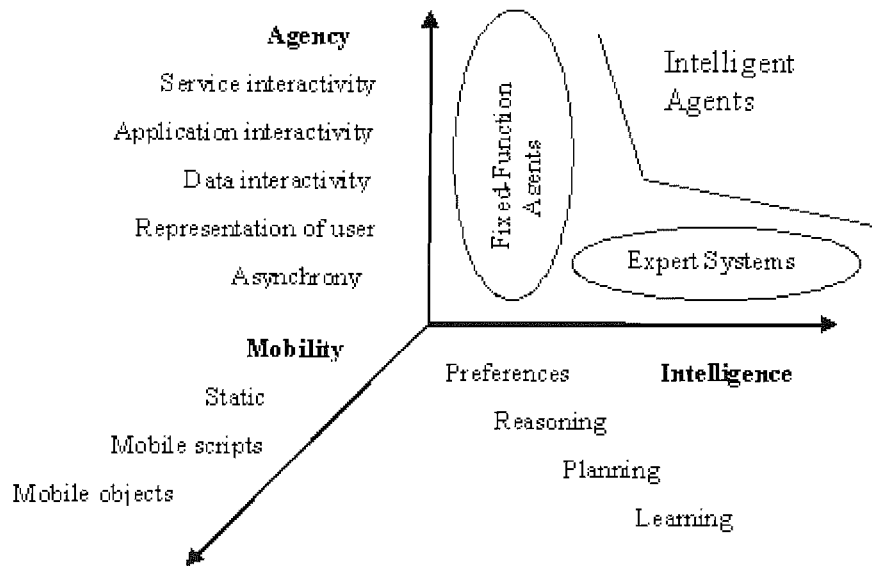 Agency
Service interactivity
Application interactivity
Data interactivity
Representation of user
Asynchrony
Fixed-Function
Agents
Intelligent
Agents
Expert Systems
Mobility
Static
Mobile scripts
Mobile objects
Preferences
Intelligence
Reasoning
Planning
Learning